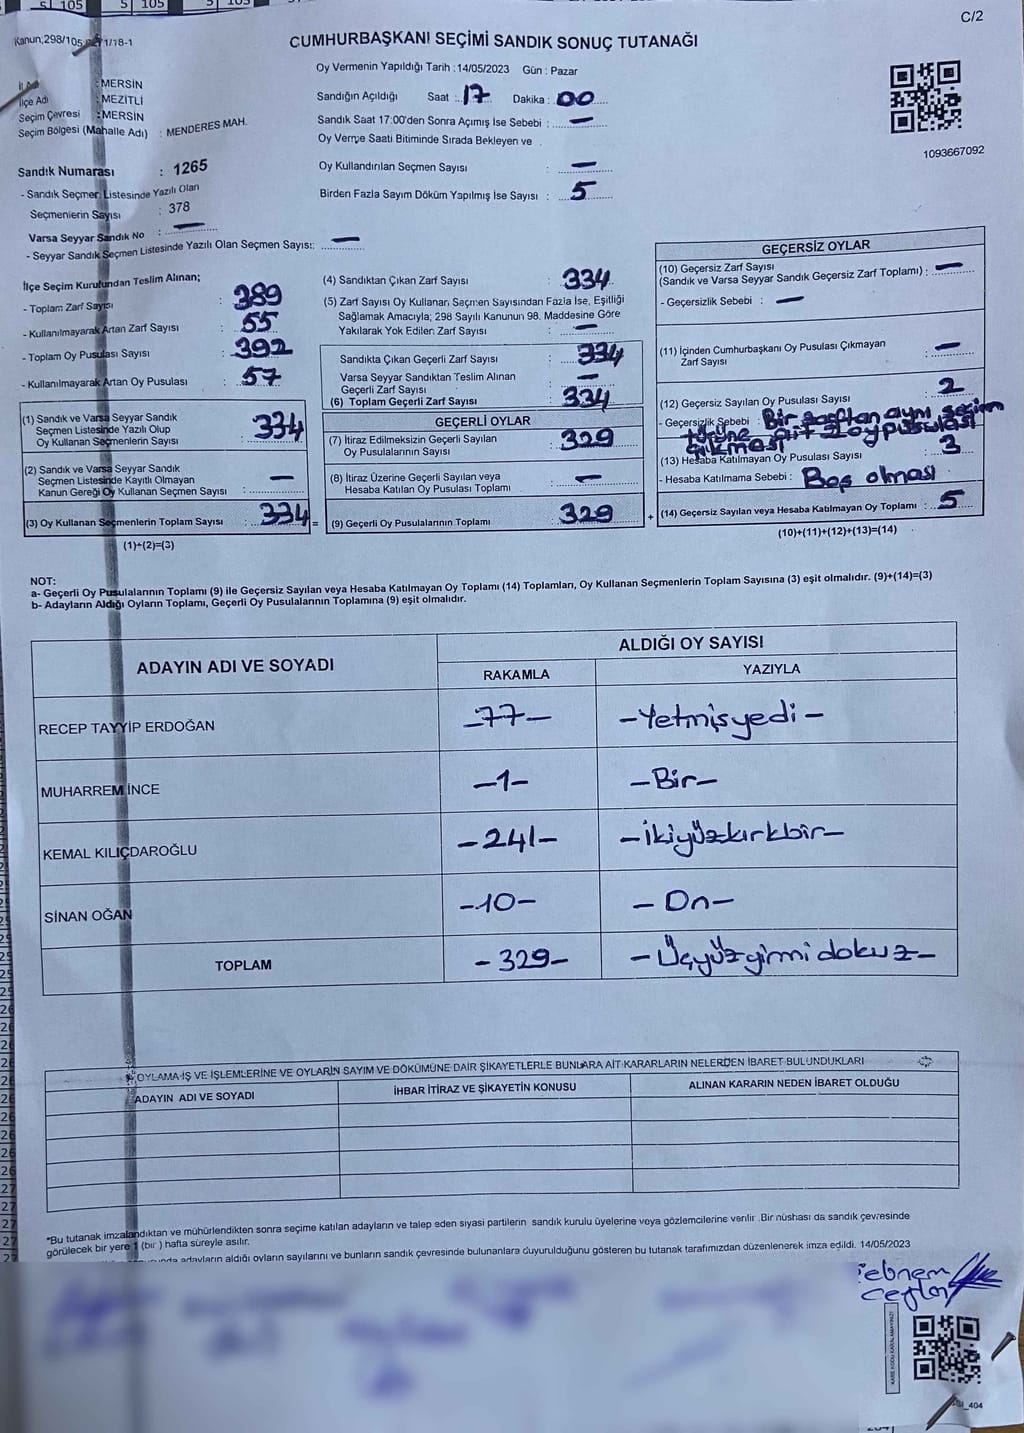 5 105 5 105 5 105
C/2
Kanun;298/105
CUMHURBAŞKANI SEÇİMİ SANDIK SONUÇ TUTANAĞI
Oy Vermenin Yapıldığı Tarih :14/05/2023 Gün : Pazar
Sandığın Açıldığı Saat : 17 Dakika : 00
Sandık Saat 17:00'den Sonra Açılmış İse Sebebi : —
Oy Verme Saati Bitiminde Sırada Bekleyen ve
Oy Kullandırılan Seçmen Sayısı : —
Birden Fazla Sayım Döküm Yapılmış İse Sayısı : 5
1093667092
İl Adı : MERSİN
İlçe Adı : MEZİTLİ
Seçim Çevresi : MERSİN
Seçim Bölgesi (Mahalle Adı) : MENDERES MAH.
Sandık Numarası : 1265
- Sandık Seçmen Listesinde Yazılı Olan
Seçmenlerin Sayısı : 378
Varsa Seyyar Sandık No : —
- Seyyar Sandık Seçmen Listesinde Yazılı Olan Seçmen Sayısı: —
İlçe Seçim Kurulundan Teslim Alınan;
- Toplam Zarf Sayısı : 389
- Kullanılmayarak Artan Zarf Sayısı : 55
- Toplam Oy Pusulası Sayısı : 392
- Kullanılmayarak Artan Oy Pusulası : 57
(1) Sandık ve Varsa Seyyar Sandık
Seçmen Listesinde Yazılı Olup
Oy Kullanan Seçmenlerin Sayısı : 334
(2) Sandık ve Varsa Seyyar Sandık
Seçmen Listesinde Kayıtlı Olmayan
Kanun Gereği Oy Kullanan Seçmen Sayısı : —
(3) Oy Kullanan Seçmenlerin Toplam Sayısı : 334 =
(1)+(2)=(3)
(4) Sandıktan Çıkan Zarf Sayısı : 334
(5) Zarf Sayısı Oy Kullanan Seçmen Sayısından Fazla İse, Eşitliği
Sağlamak Amacıyla; 298 Sayılı Kanunun 98. Maddesine Göre
Yakılarak Yok Edilen Zarf Sayısı : —
Sandıkta Çıkan Geçerli Zarf Sayısı : 334
Varsa Seyyar Sandıktan Teslim Alınan
Geçerli Zarf Sayısı : —
(6) Toplam Geçerli Zarf Sayısı : 334
GEÇERLİ OYLAR
(7) İtiraz Edilmeksizin Geçerli Sayılan
Oy Pusulalarının Sayısı : 329
(8) İtiraz Üzerine Geçerli Sayılan veya
Hesaba Katılan Oy Pusulası Toplamı : —
(9) Geçerli Oy Pusulalarının Toplamı : 329 +
GEÇERSİZ OYLAR
(10) Geçersiz Zarf Sayısı
(Sandık ve Varsa Seyyar Sandık Geçersiz Zarf Toplamı) : —
- Geçersizlik Sebebi : —
(11) İçinden Cumhurbaşkanı Oy Pusulası Çıkmayan
Zarf Sayısı : —
(12) Geçersiz Sayılan Oy Pusulası Sayısı : 2
- Geçersizlik Sebebi : Bir zarftan aynı seçim
türüne ait 2 oy pusulası
çıkması
(13) Hesaba Katılmayan Oy Pusulası Sayısı : 3
- Hesaba Katılmama Sebebi : Boş olması
(14) Geçersiz Sayılan veya Hesaba Katılmayan Oy Toplamı : 5
(10)+(11)+(12)+(13)=(14)
NOT:
a- Geçerli Oy Pusulalarının Toplamı (9) ile Geçersiz Sayılan veya Hesaba Katılmayan Oy Toplamı (14) Toplamları, Oy Kullanan Seçmenlerin Toplam Sayısına (3) eşit olmalıdır. (9)+(14)=(3)
b- Adayların Aldığı Oyların Toplamı, Geçerli Oy Pusulalarının Toplamına (9) eşit olmalıdır.
ADAYIN ADI VE SOYADI
ALDIĞI OY SAYISI
RAKAMLA YAZIYLA
RECEP TAYYİP ERDOĞAN -77- -Yetmişyedi-
MUHARREM İNCE -1- -Bir-
KEMAL KILIÇDAROĞLU -241- -İkiyüzkırkbir-
SİNAN OĞAN -10- -On-
TOPLAM -329- -Üçyüzyirmi dokuz-
OYLAMA İŞ VE İŞLEMLERİNE VE OYLARIN SAYIM VE DÖKÜMÜNE DAİR ŞİKAYETLERLE BUNLARA AİT KARARLARIN NELERDEN İBARET BULUNDUKLARI
ADAYIN ADI VE SOYADI İHBAR İTİRAZ VE ŞİKAYETİN KONUSU ALINAN KARARIN NEDEN İBARET OLDUĞU
*Bu tutanak imzalandıktan ve mühürlendikten sonra seçime katılan adayların ve talep eden siyasi partilerin sandık kurulu üyelerine veya gözlemcilerine verilir .Bir nüshası da sandık çevresinde
görülecek bir yere 1 (bir ) hafta süreyle asılır.
adayların aldığı oyların sayılarını ve bunların sandık çevresinde bulunanlara duyurulduğunu gösteren bu tutanak tarafımızdan düzenlenerek imza edildi. 14/05/2023
ebnem
Ceylan
_404